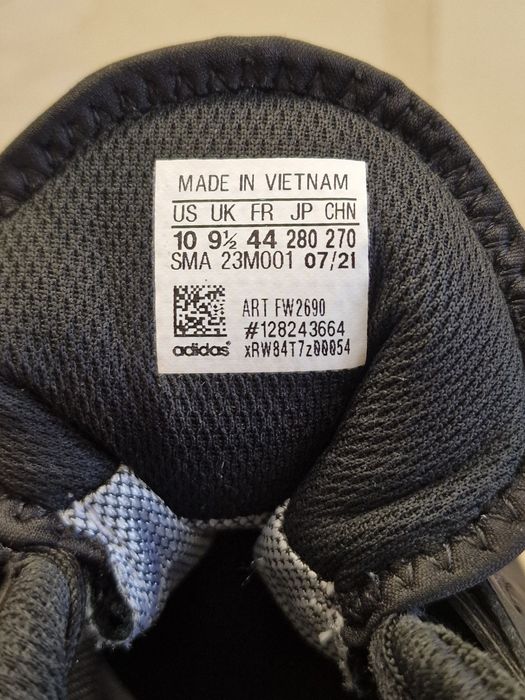 MADE IN VIETNAM
US UK FR JP CHN
10 9½ 44 280 270
SMA 23M001 07/21
ART FW2690
#128243664
adidas® xRW84T7z00054